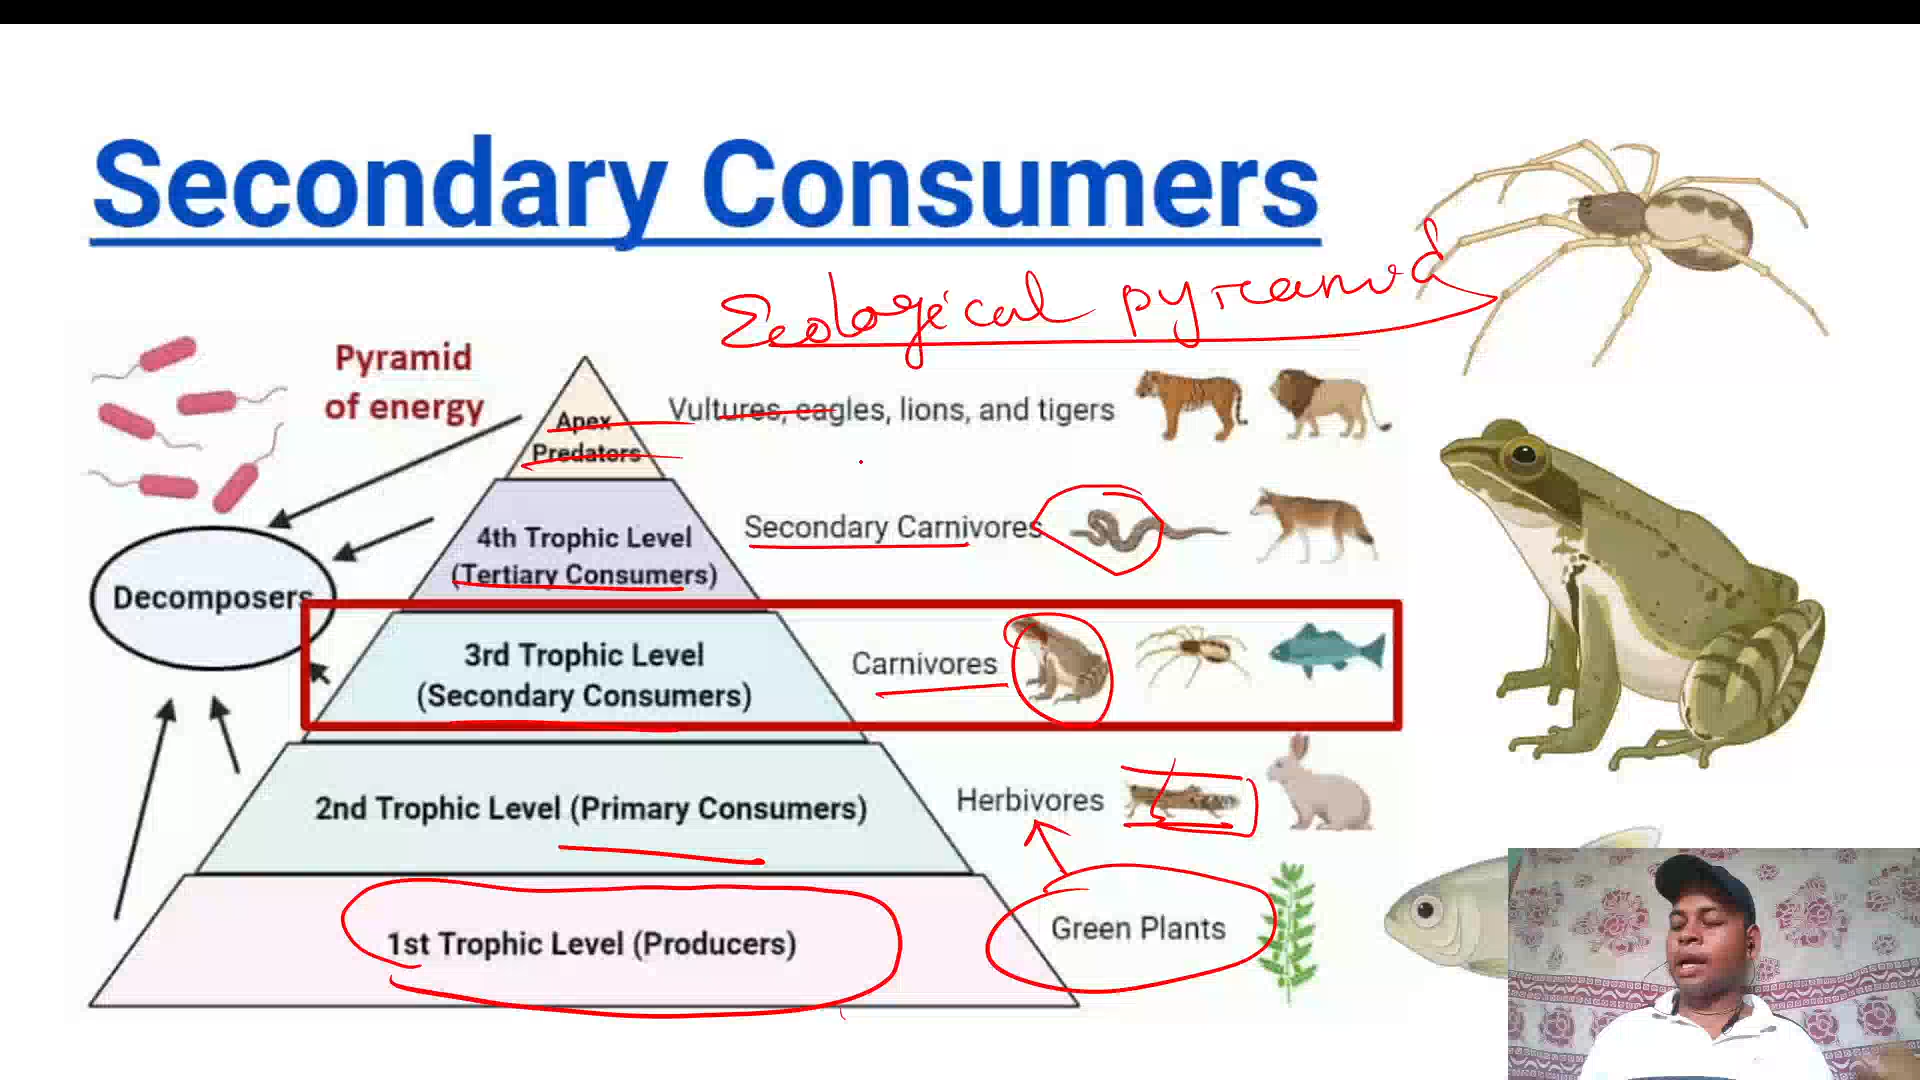 Secondary Consumers
Ecological pyramid
Pyramid
of energy
Apex
Predators
Vultures, eagles, lions, and tigers
4th Trophic Level
(Tertiary Consumers)
Secondary Carnivores
Decomposers
3rd Trophic Level
(Secondary Consumers)
Carnivores
2nd Trophic Level (Primary Consumers)
Herbivores
1st Trophic Level (Producers)
Green Plants